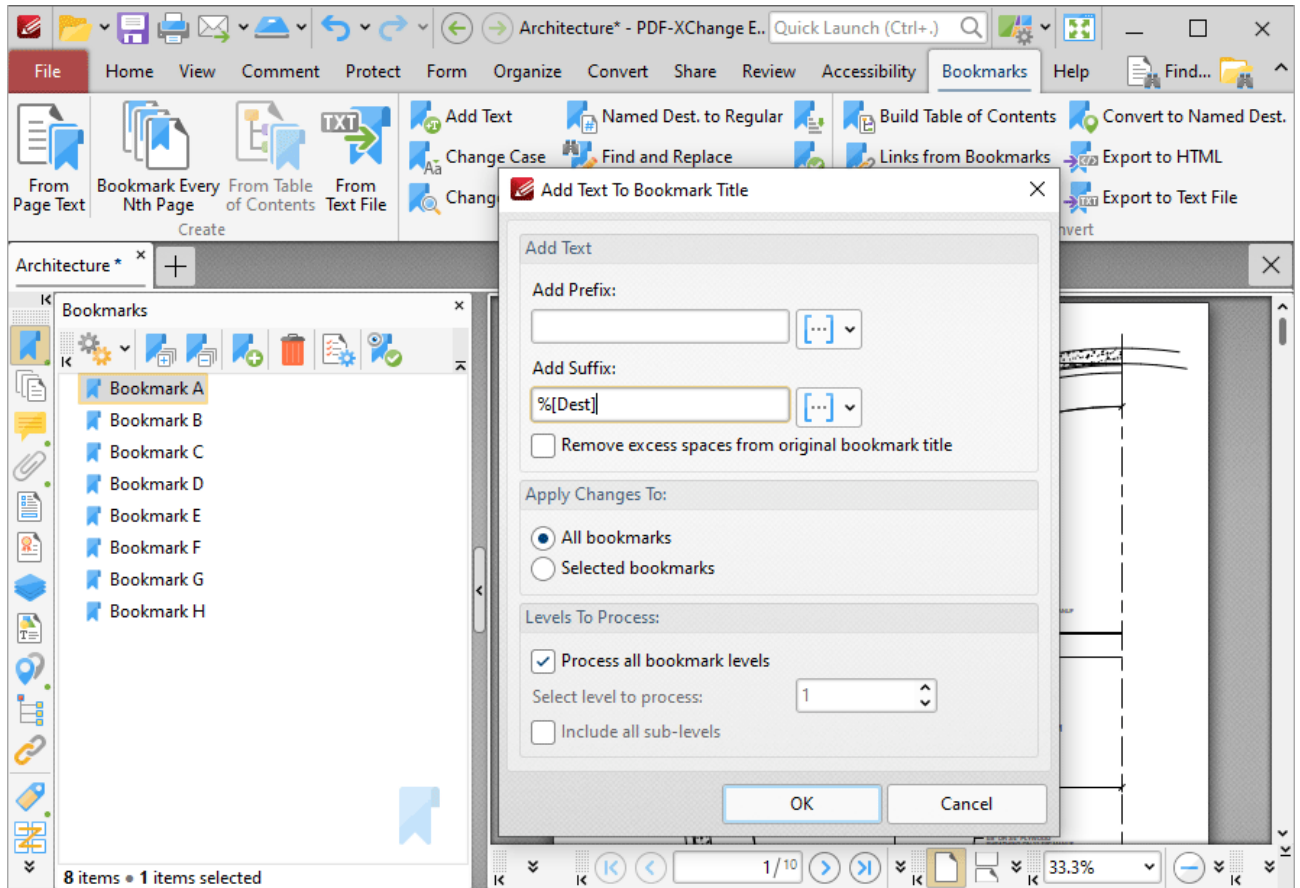 Architecture* - PDF-XChange E.. Quick Launch (Ctrl+.)
File Home View Comment Protect Form Organize Convert Share Review Accessibility Bookmarks Help Find...
From Page Text
Bookmark Every Nth Page
From Table of Contents
TXT
From Text File
Create
Add Text
Aa Change Case
Chang
Named Dest. to Regular
Find and Replace
Build Table of Contents
Links from Bookmarks
Convert to Named Dest.
Export to HTML
TXT Export to Text File
nvert
Architecture *
Bookmarks
Bookmark A
Bookmark B
Bookmark C
Bookmark D
Bookmark E
Bookmark F
Bookmark G
Bookmark H
8 items • 1 items selected
Add Text To Bookmark Title
Add Text
Add Prefix:
Add Suffix:
%[Dest]
Remove excess spaces from original bookmark title
Apply Changes To:
All bookmarks
Selected bookmarks
Levels To Process:
Process all bookmark levels
Select level to process: 1
Include all sub-levels
OK Cancel
1/10 33.3%